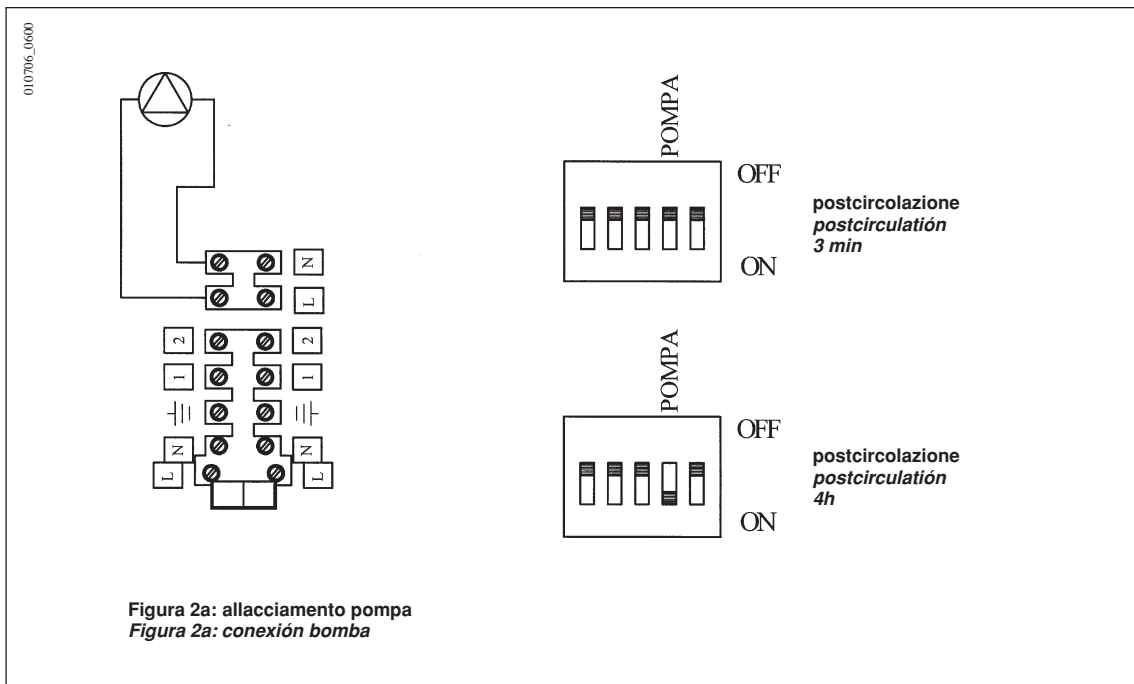 010706_0600
N
L
2
2
1
1
N
N
L
L
POMPA
OFF
ON
postcircolazione
postcirculatión
3 min
POMPA
OFF
ON
postcircolazione
postcirculatión
4h
Figura 2a: allacciamento pompa
Figura 2a: conexión bomba